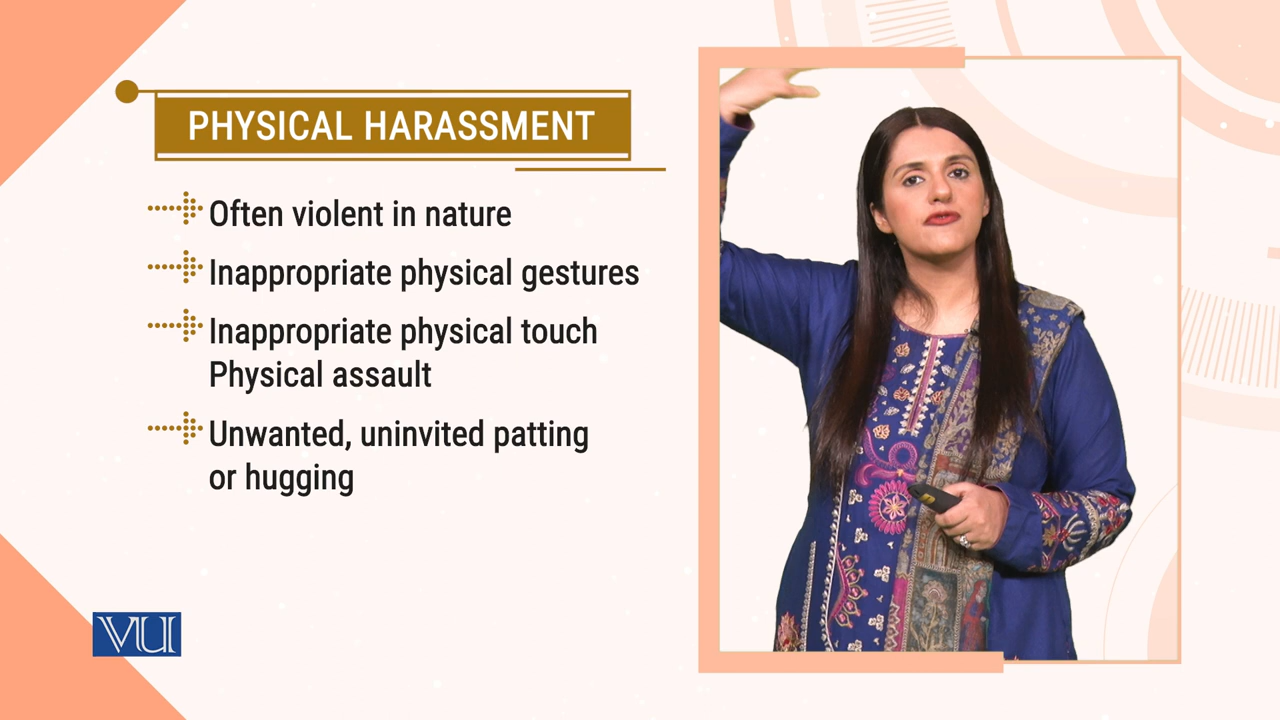 PHYSICAL HARASSMENT
Often violent in nature
Inappropriate physical gestures
Inappropriate physical touch
Physical assault
Unwanted, uninvited patting
or hugging
VU